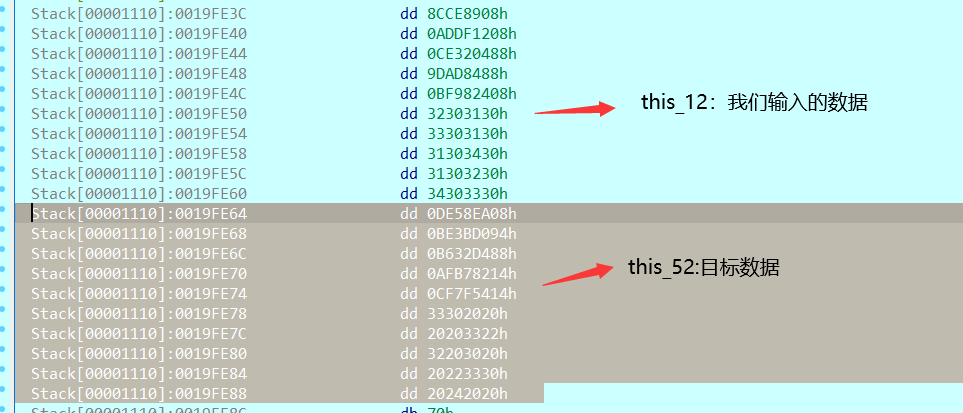 Stack[00001110]:0019FE3C dd 8CCE8908h
Stack[00001110]:0019FE40 dd 0ADDF1208h
Stack[00001110]:0019FE44 dd 0CE320488h
Stack[00001110]:0019FE48 dd 9DAD8488h
Stack[00001110]:0019FE4C dd 0BF982408h
Stack[00001110]:0019FE50 dd 32303130h
this_12：我们输入的数据
Stack[00001110]:0019FE54 dd 33303130h
Stack[00001110]:0019FE58 dd 31303430h
Stack[00001110]:0019FE5C dd 31303230h
Stack[00001110]:0019FE60 dd 34303330h
Stack[00001110]:0019FE64 dd 0DE58EA08h
Stack[00001110]:0019FE68 dd 0BE3BD094h
Stack[00001110]:0019FE6C dd 0B632D488h
this_52:目标数据
Stack[00001110]:0019FE70 dd 0AFB78214h
Stack[00001110]:0019FE74 dd 0CF7F5414h
Stack[00001110]:0019FE78 dd 33302020h
Stack[00001110]:0019FE7C dd 20203322h
Stack[00001110]:0019FE80 dd 32203020h
Stack[00001110]:0019FE84 dd 20223330h
Stack[00001110]:0019FE88 dd 20242020h